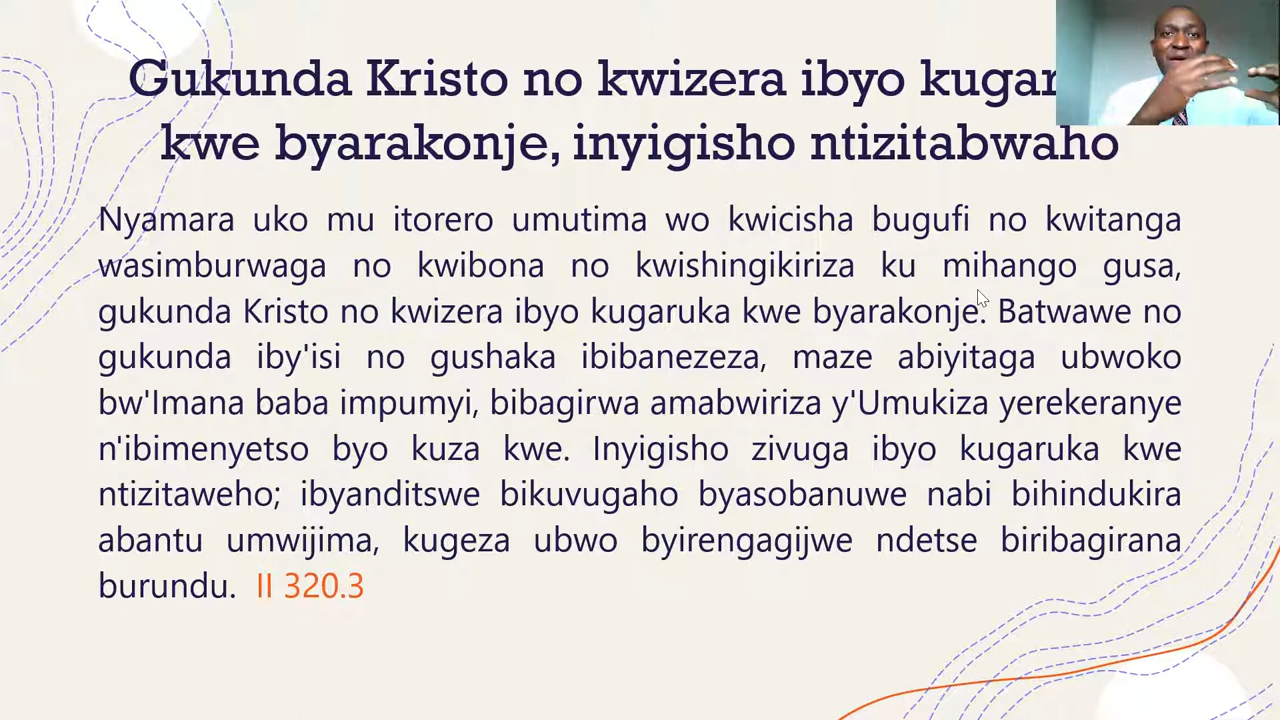 Gukunda Kristo no kwizera ibyo
kwe byarakonje, inyigisho ntizitabwaho
Nyamara uko mu itorero umutima wo kwicisha bugufi no kwitanga
wasimburwaga no kwibona no kwishingikiriza ku mihango gusa,
gukunda Kristo no kwizera ibyo kugaruka kwe byarakonje. Batwawe no
gukunda iby'isi no gushaka ibibanezeza, maze abiyitaga ubwoko
bw'Imana baba impumyi, bibagirwa amabwiriza y'Umukiza yerekeranye
n'ibimenyetso byo kuza kwe. Inyigisho zivuga ibyo kugaruka kwe
ntizitaweho; ibyanditswe bikuvugaho byasobanuwe nabi bihindukira
abantu umwijima, kugeza ubwo byirengagijwe ndetse biribagirana
burundu. II 320.3